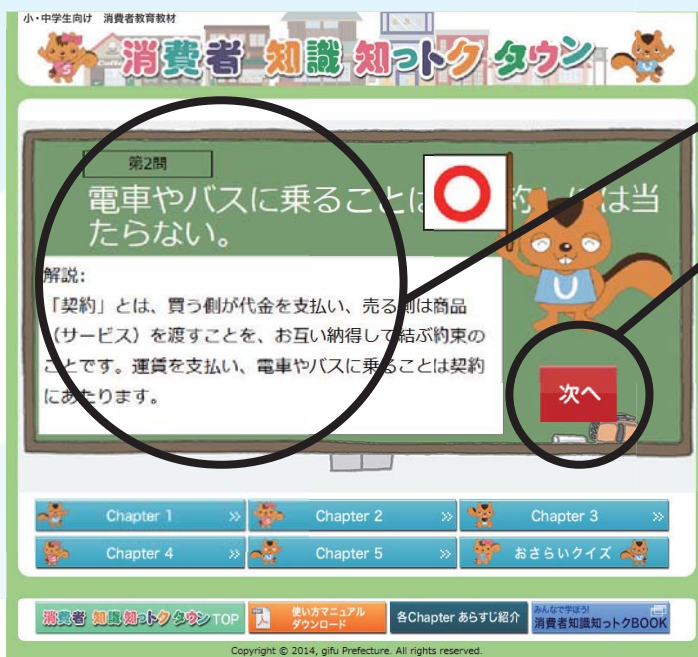 小・中学生向け 消費者教育教材
消費者 知識 知っトク タウン
第2問
電車やバスに乗ること は当
たらない。
解説:
「契約」とは、買う側が代金を支払い、売る側は商品
（サービス）を渡すことを、お互い納得して結ぶ約束の
ことです。運賃を支払い、電車やバスに乗ることは契約
にあたります。
U
次へ
Chapter 1 »
Chapter 2 »
Chapter 3 »
Chapter 4 »
Chapter 5 »
おさらいクイズ
消費者 知識 知っトク タウン TOP
使い方マニュアル
ダウンロード
各Chapter あらすじ紹介
みんなで学ぼう!
消費者知識知っトクBOOK
Copyright © 2014, gifu Prefecture. All rights reserved.